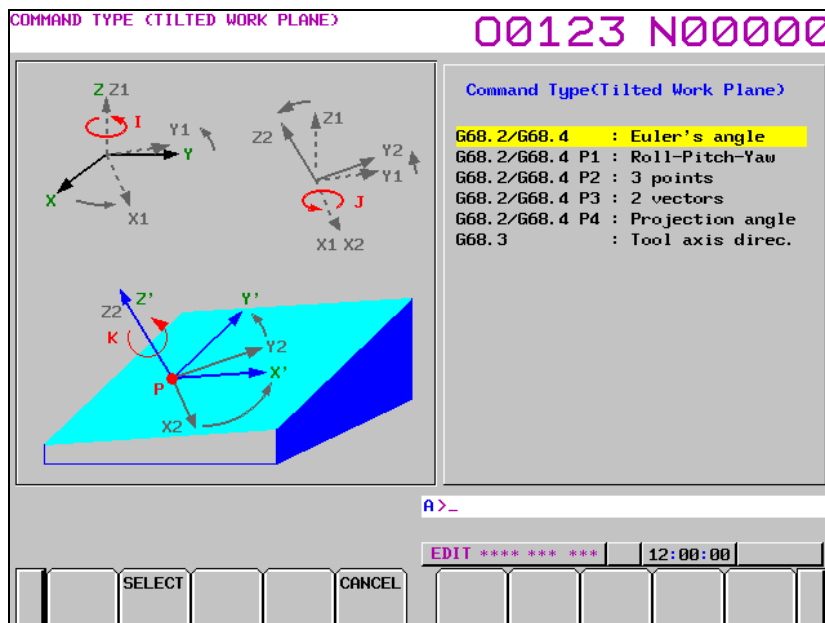 COMMAND TYPE (TILTED WORK PLANE)
O0123 N00000
Z Z1
I
Y1
Y
X
X1
Z1
Z2
Y2
Y1
J
X1 X2
Z'
Z2
Y'
K
Y2
P
X'
X2
Command Type(Tilted Work Plane)
G68.2/G68.4 : Euler's angle
G68.2/G68.4 P1 : Roll-Pitch-Yaw
G68.2/G68.4 P2 : 3 points
G68.2/G68.4 P3 : 2 vectors
G68.2/G68.4 P4 : Projection angle
G68.3 : Tool axis direc.
A>_
EDIT **** *** *** 12:00:00
SELECT CANCEL